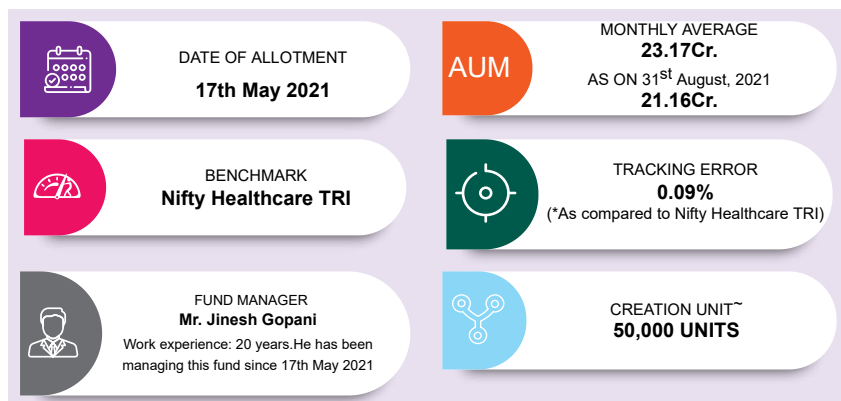 DATE OF ALLOTMENT
17th May 2021
AUM
MONTHLY AVERAGE
23.17Cr.
AS ON 31st August, 2021
21.16Cr.
BENCHMARK
Nifty Healthcare TRI
TRACKING ERROR
0.09%
(*As compared to Nifty Healthcare TRI)
FUND MANAGER
Mr. Jinesh Gopani
Work experience: 20 years.He has been
managing this fund since 17th May 2021
CREATION UNIT~
50,000 UNITS